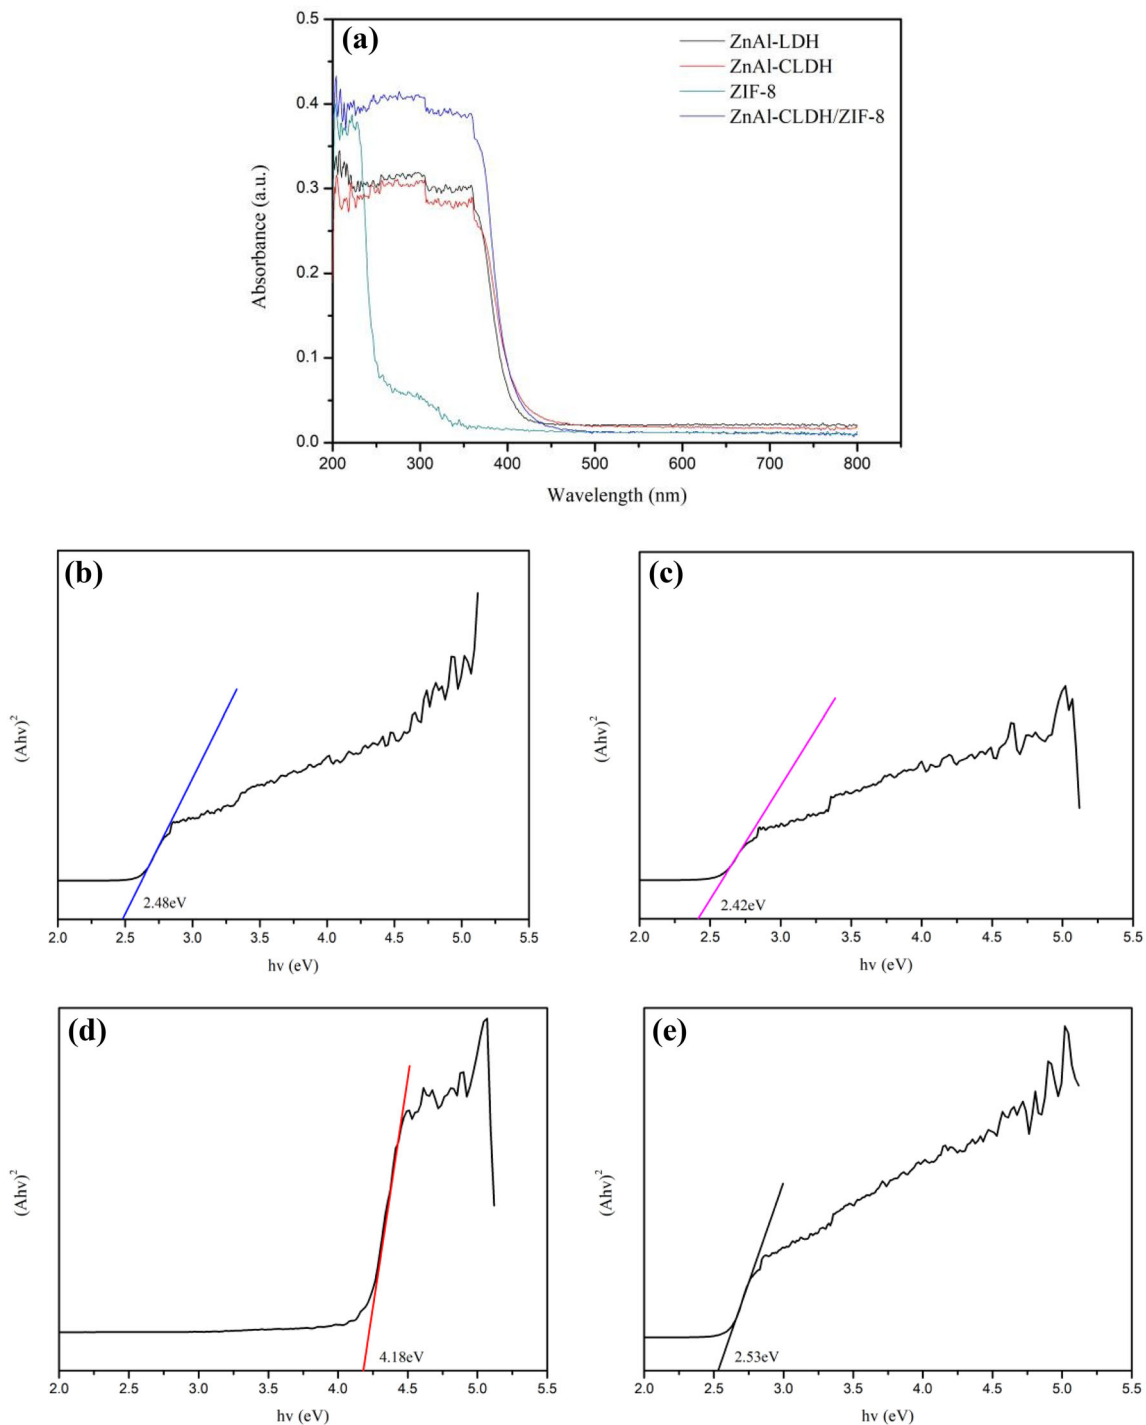 (a)
ZnAl-LDH
ZnAl-CLDH
ZIF-8
ZnAl-CLDH/ZIF-8
0.5
0.4
0.3
0.2
0.1
0.0
Absorbance (a.u.)
200 300 400 500 600 700 800
Wavelength (nm)
(b)
(Ahv)²
2.48eV
2.0 2.5 3.0 3.5 4.0 4.5 5.0 5.5
hv (eV)
(c)
(Ahv)²
2.42eV
2.0 2.5 3.0 3.5 4.0 4.5 5.0 5.5
hv (eV)
(d)
(Ahv)²
4.18eV
2.0 2.5 3.0 3.5 4.0 4.5 5.0 5.5
hv (eV)
(e)
(Ahv)²
2.53eV
2.0 2.5 3.0 3.5 4.0 4.5 5.0 5.5
hv (eV)